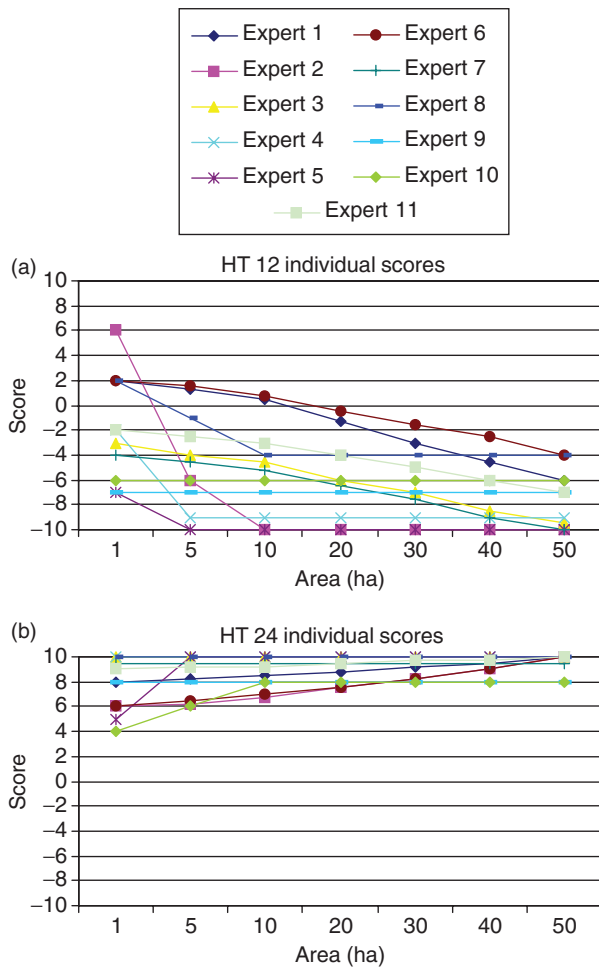 Expert 1 Expert 6
Expert 2 Expert 7
Expert 3 Expert 8
Expert 4 Expert 9
Expert 5 Expert 10
Expert 11
(a) HT 12 individual scores
10
8
6
4
2
0
−2
−4
−6
−8
−10
Score
1 5 10 20 30 40 50
Area (ha)
(b) HT 24 individual scores
10
8
6
4
2
0
−2
−4
−6
−8
−10
Score
1 5 10 20 30 40 50
Area (ha)